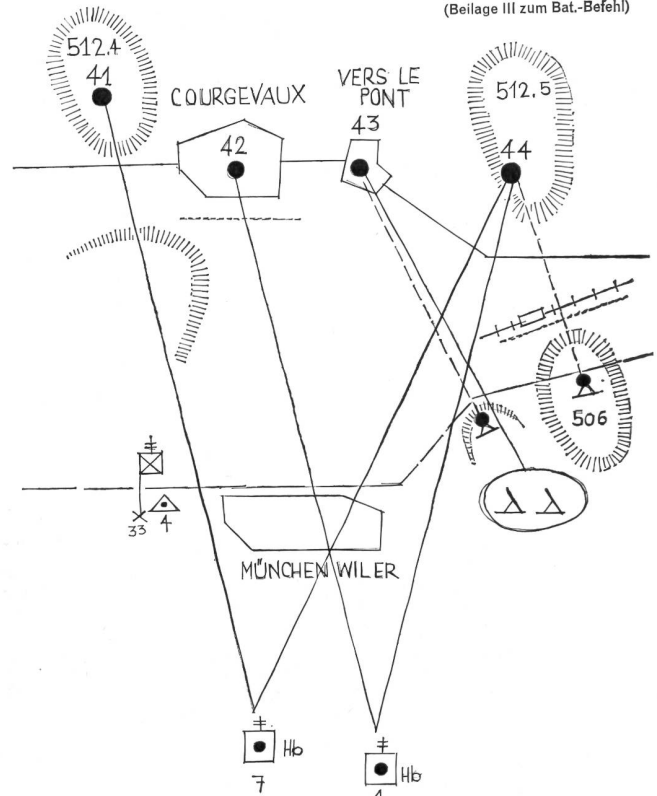 (Beilage III zum Bat.-Befehl)
512.4
41
COURGEVAUX
42
VERS LE
PONT
43
512.5
44
506
33
4
MÜNCHENWILER
Hb
7
Hb